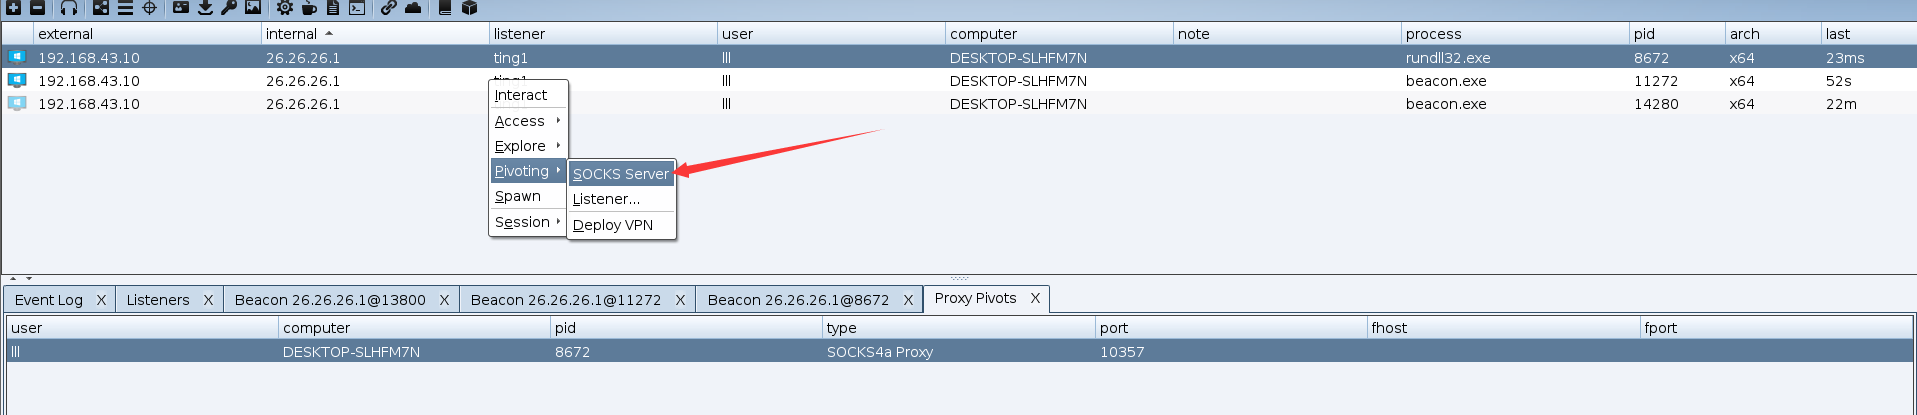 external internal listener user computer note process pid arch last
192.168.43.10 26.26.26.1 ting1 lll DESKTOP-SLHFM7N rundll32.exe 8672 x64 23ms
192.168.43.10 26.26.26.1 ting1 lll DESKTOP-SLHFM7N beacon.exe 11272 x64 52s
192.168.43.10 26.26.26.1 lll DESKTOP-SLHFM7N beacon.exe 14280 x64 22m
Interact
Access
Explore
Pivoting
Spawn
Session
SOCKS Server
Listener...
Deploy VPN
Event Log X Listeners X Beacon 26.26.26.1@13800 X Beacon 26.26.26.1@11272 X Beacon 26.26.26.1@8672 X Proxy Pivots X
user computer pid type port fhost fport
lll DESKTOP-SLHFM7N 8672 SOCKS4a Proxy 10357